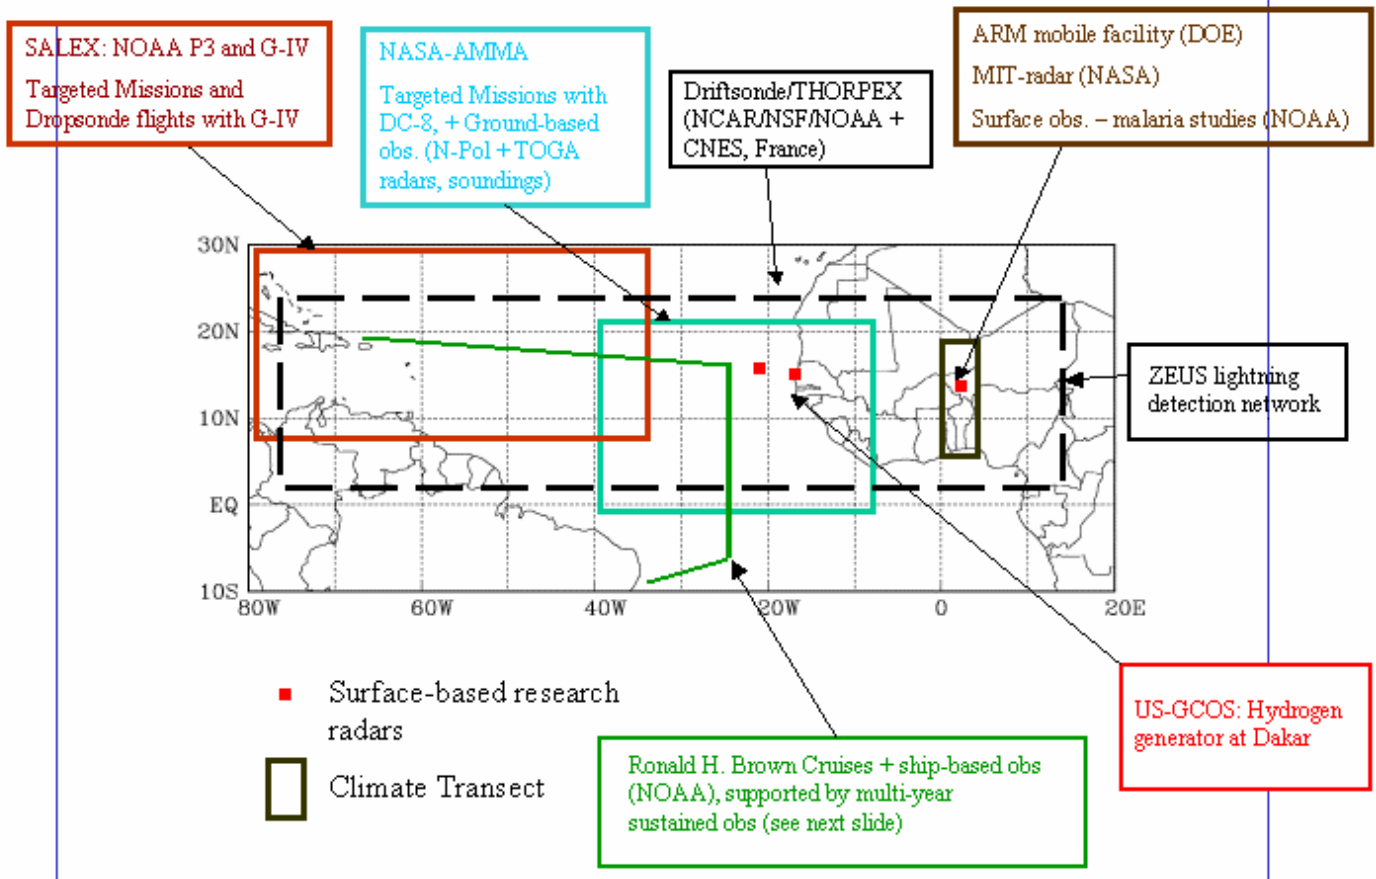 SALEX: NOAA P3 and G-IV
Targeted Missions and
Dropsonde flights with G-IV
NASA-AMMA
Targeted Missions with
DC-8, + Ground-based
obs. (N-Pol + TOGA
radars, soundings)
Driftsonde/THORPEX
(NCAR/NSF/NOAA +
CNES, France)
ARM mobile facility (DOE)
MIT-radar (NASA)
Surface obs. – malaria studies (NOAA)
30N
20N
10N
EQ
10S
80W
60W
40W
20W
0
20E
ZEUS lightning
detection network
Surface-based research
radars
Climate Transect
US-GCOS: Hydrogen
generator at Dakar
Ronald H. Brown Cruises + ship-based obs
(NOAA), supported by multi-year
sustained obs (see next slide)